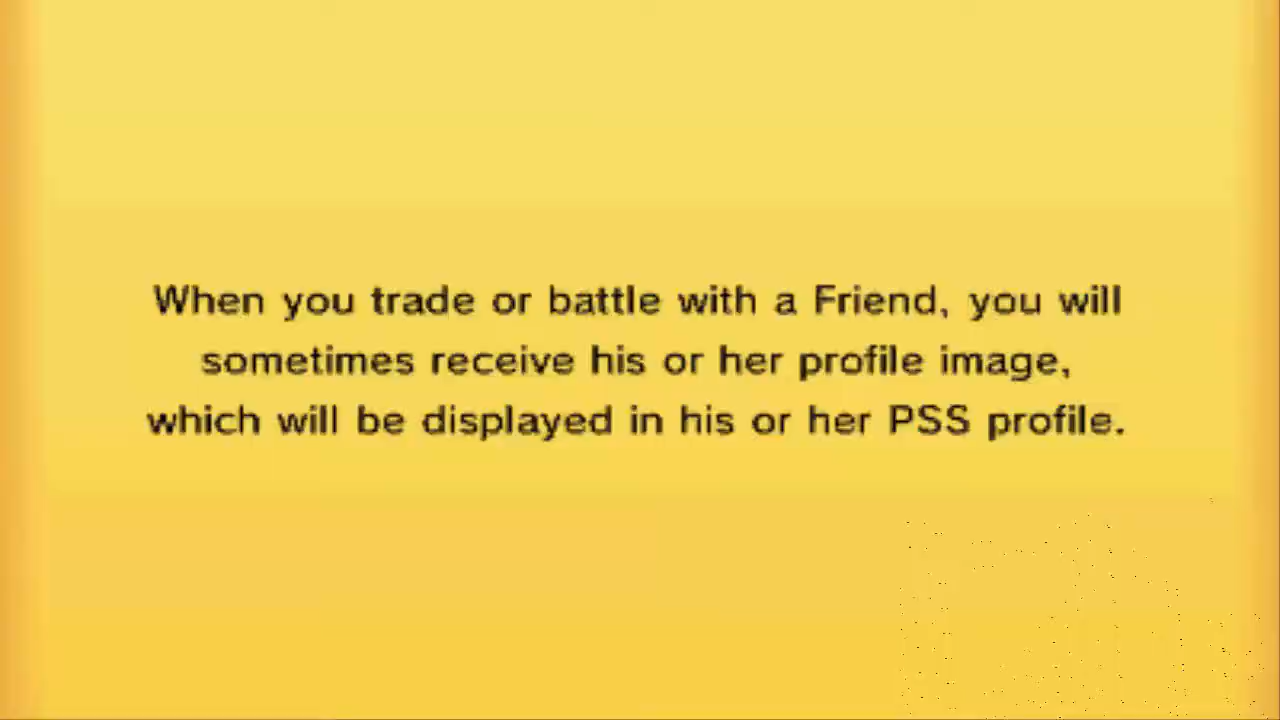 When you trade or battle with a Friend, you will
sometimes receive his or her profile image,
which will be displayed in his or her PSS profile.